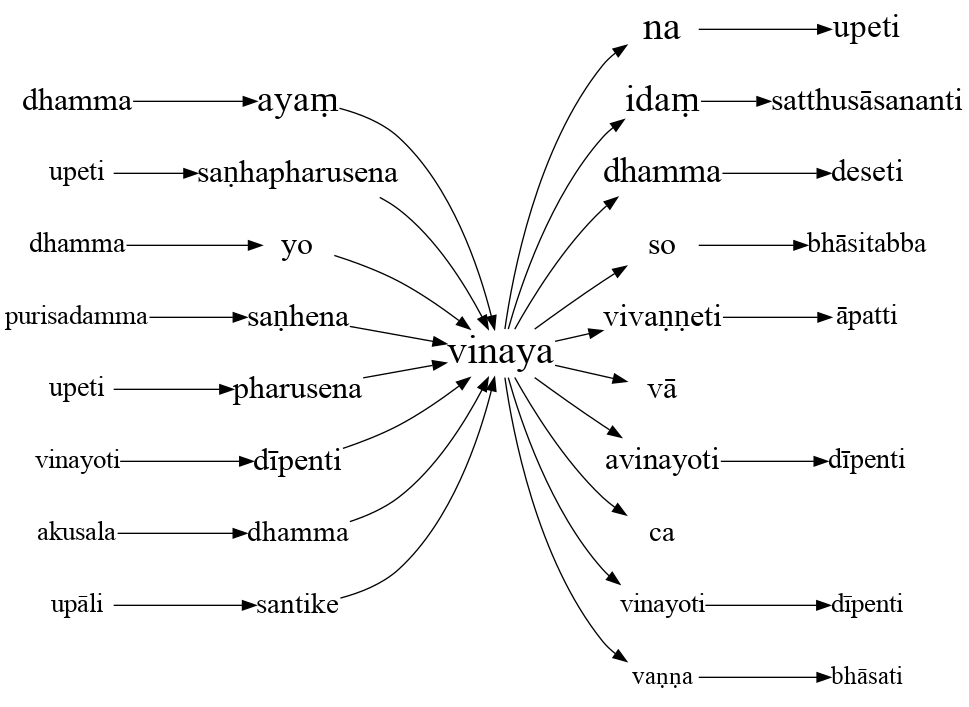 na upeti
dhamma ayaṃ idaṃ satthusāsananti
upeti saṇhapharusena dhamma deseti
dhamma yo so bhāsitabba
purisadamma saṇhena vivaṇṇeti āpatti
vinaya
upeti pharusena vā
vinayoti dīpenti avinayoti dīpenti
akusala dhamma ca
upāli santike vinayoti dīpenti
vaṇṇa bhāsati